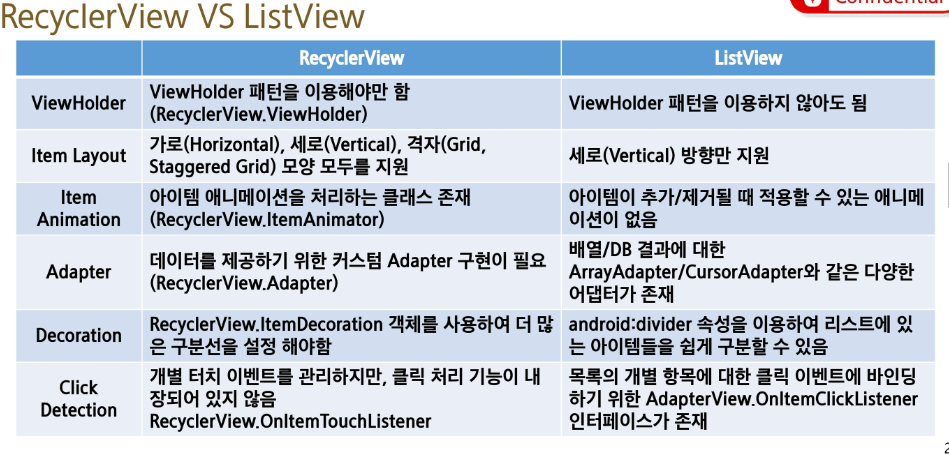 Confidential
RecyclerView VS ListView
RecyclerView
ListView
ViewHolder
ViewHolder 패턴을 이용해야만 함
(RecyclerView.ViewHolder)
ViewHolder 패턴을 이용하지 않아도 됨
Item Layout
가로(Horizontal), 세로(Vertical), 격자(Grid,
Staggered Grid) 모양 모두를 지원
세로(Vertical) 방향만 지원
Item
Animation
아이템 애니메이션을 처리하는 클래스 존재
(RecyclerView.ItemAnimator)
아이템이 추가/제거될 때 적용할 수 있는 애니메
이션이 없음
Adapter
데이터를 제공하기 위한 커스텀 Adapter 구현이 필요
(RecyclerView.Adapter)
배열/DB 결과에 대한
ArrayAdapter/CursorAdapter와 같은 다양한
어댑터가 존재
Decoration
RecyclerView.ItemDecoration 객체를 사용하여 더 많
은 구분선을 설정 해야함
android:divider 속성을 이용하여 리스트에 있
는 아이템들을 쉽게 구분할 수 있음
Click
Detection
개별 터치 이벤트를 관리하지만, 클릭 처리 기능이 내
장되어 있지 않음
RecyclerView.OnItemTouchListener
목록의 개별 항목에 대한 클릭 이벤트에 바인딩
하기 위한 AdapterView.OnItemClickListener
인터페이스가 존재